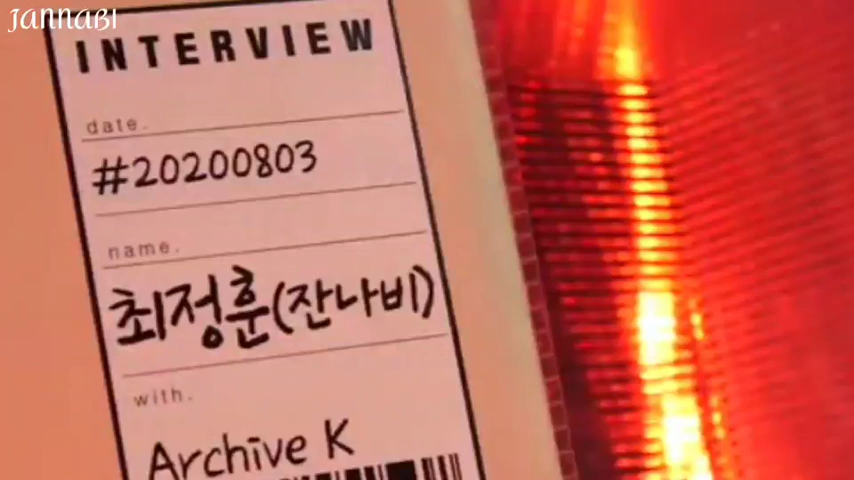 JANNABI
INTERVIEW
date.
#20200803
name.
최정훈(잔나비)
with.
Archive K